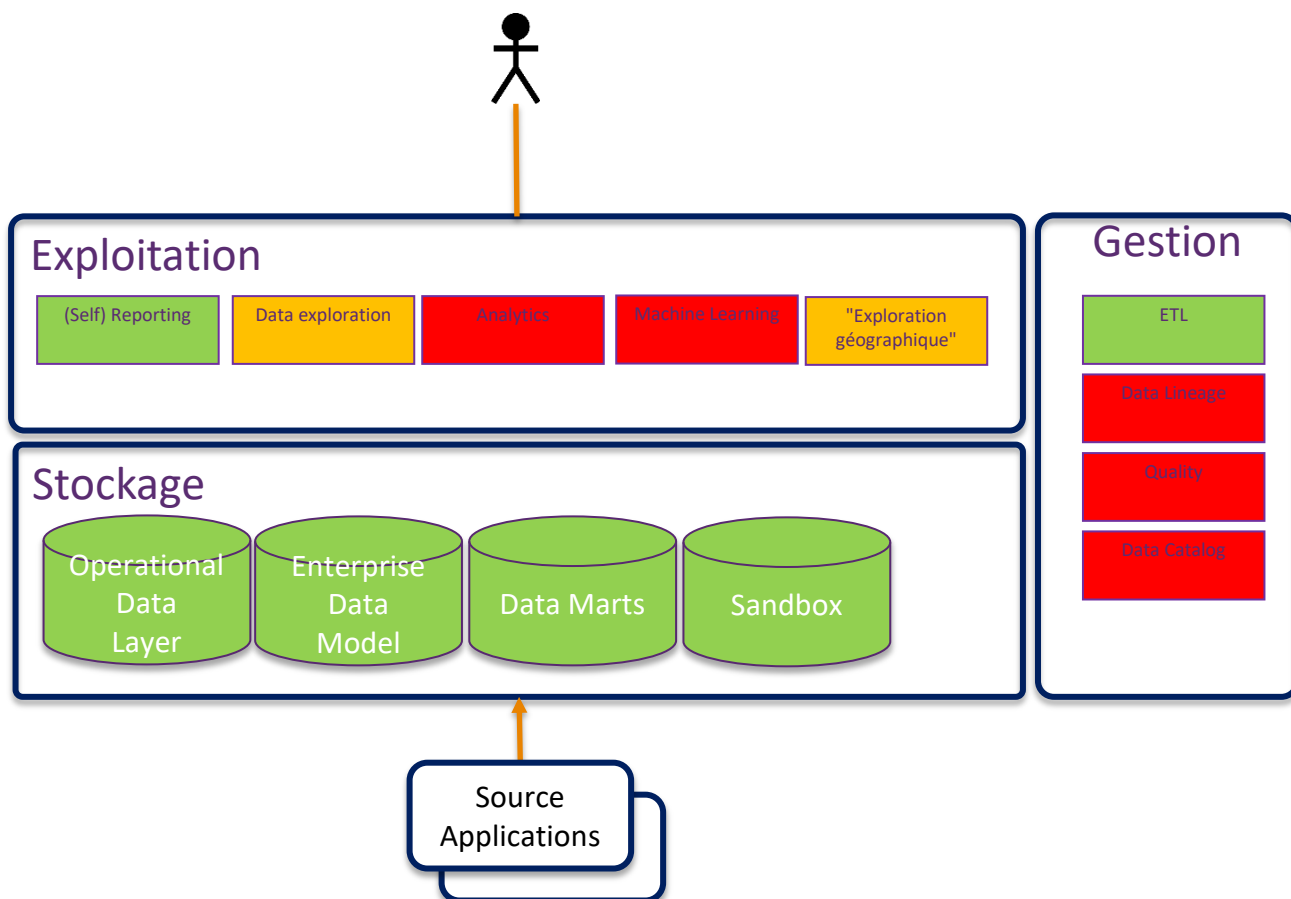 Exploitation
(Self) Reporting
Data exploration
Analytics
Machine Learning
"Exploration
géographique"
Gestion
ETL
Data Lineage
Quality
Data Catalog
Stockage
Operational
Data
Layer
Enterprise
Data
Model
Data Marts
Sandbox
Source
Applications